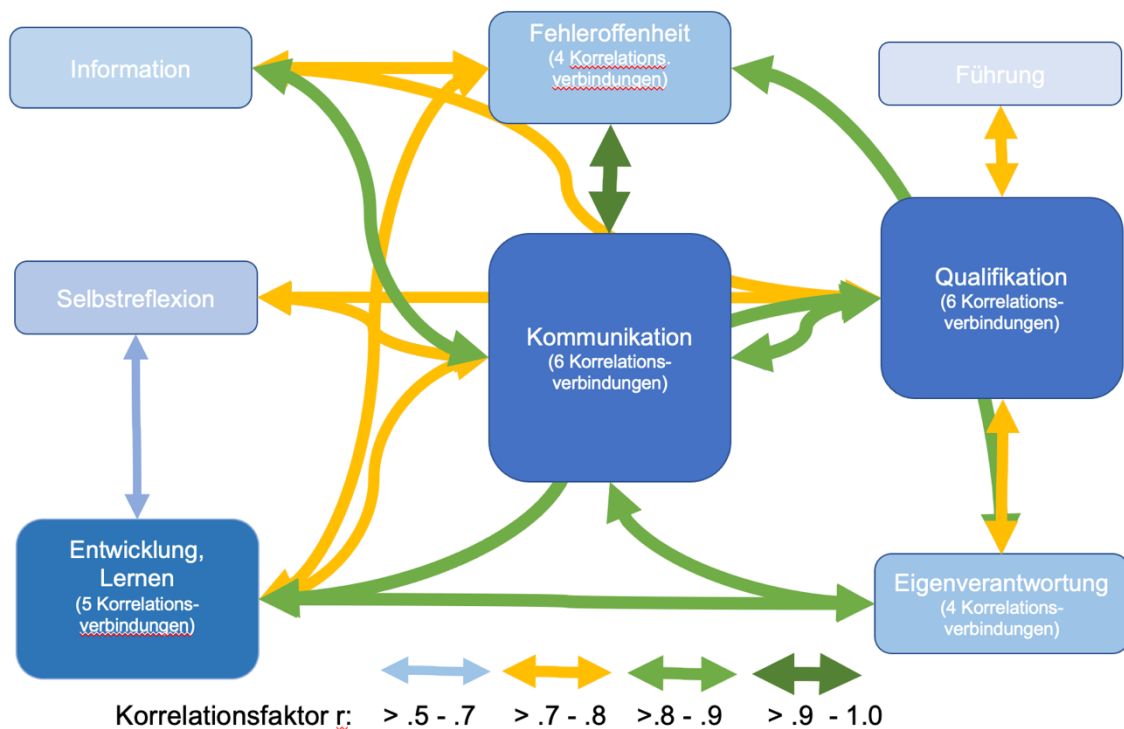 Information
Fehleroffenheit
(4 Korrelations.
verbindungen)
Führung
Selbstreflexion
Kommunikation
(6 Korrelations-
verbindungen)
Qualifikation
(6 Korrelations-
verbindungen)
Entwicklung,
Lernen
(5 Korrelations-
verbindungen)
Eigenverantwortung
(4 Korrelations-
verbindungen)
Korrelationsfaktor r: > .5 - .7 > .7 - .8 >.8 - .9 > .9 - 1.0